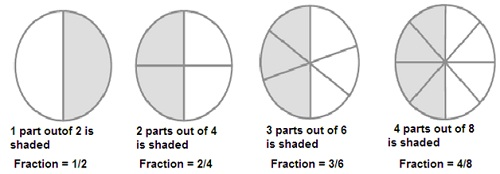 1 part outof 2 is
shaded
Fraction = 1/2
2 parts out of 4
is shaded
Fraction = 2/4
3 parts out of 6
is shaded
Fraction = 3/6
4 parts out of 8
is shaded
Fraction = 4/8